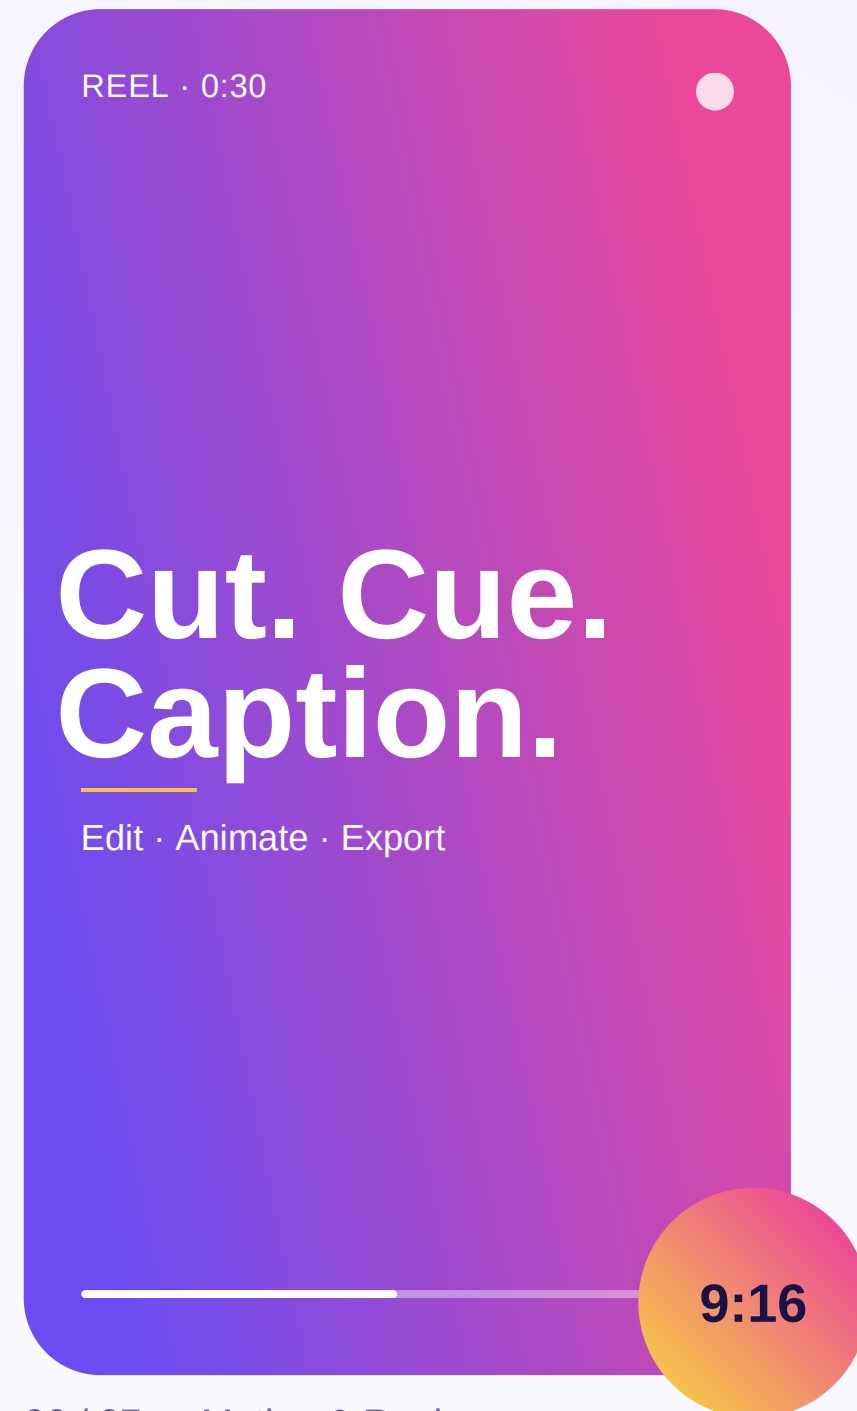 REEL · 0:30
Cut. Cue.
Caption.
Edit · Animate · Export
9:16